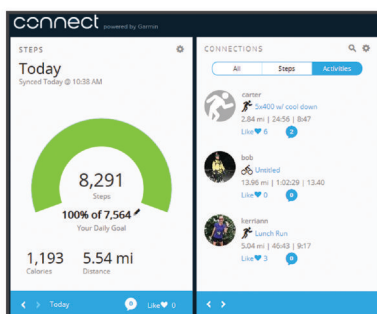 connect powered by Garmin
STEPS
Today
Synced Today @ 10:38 AM
8,291
Steps
100% of 7,564
Your Daily Goal
1,193
Calories
5.54 mi
Distance
< > Today 0 Like 0
CONNECTIONS
All Steps Activities
carter
5x400 w/ cool down
2.84 mi | 24:56 | 8:47
Like 6 2
bob
Untitled
13.96 mi | 1:02:29 | 13.40
Like 0 0
kerriann
Lunch Run
5.04 mi | 46:43 | 9:17
Like 3 0
< >